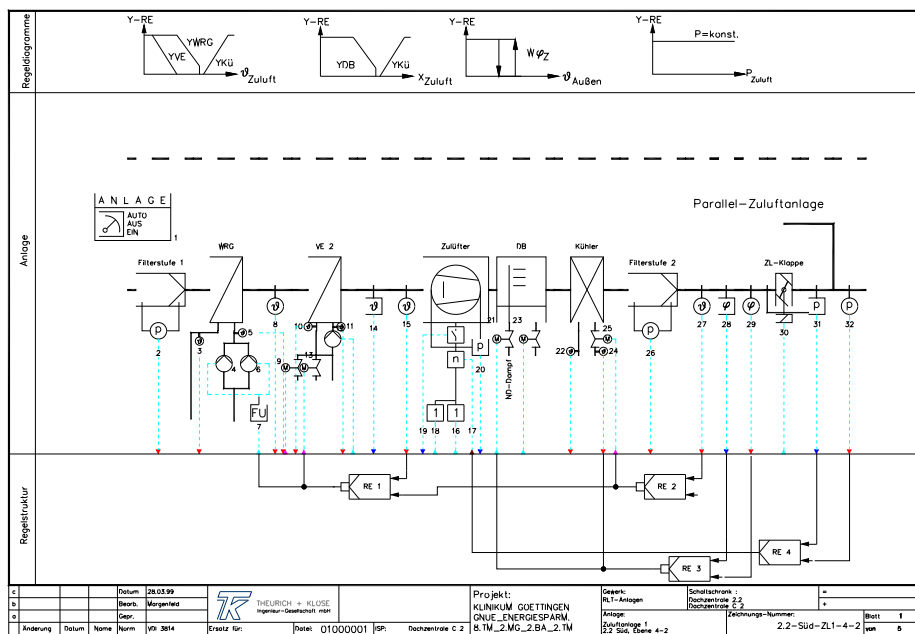 Regeldiagramme
Y-RE
YWRG
YVE
YKü
ϑZuluft
Y-RE
YDB
YKü
XZuluft
Y-RE
WφZ
ϑAußen
Y-RE
P=konst.
PZuluft
Anlage
ANLAGE
AUTO
AUS
EIN
1
Parallel-Zuluftanlage
Filterstufe 1
WRG
VE 2
Zulüfter
DB
Kühler
Filterstufe 2
ZL-Klappe
p
2
3
5
4
6
FU
7
ϑ
8
M
9
10
11
M
13
ϑ
14
ϑ
15
n
1
1
19
18
16
17
21
p
20
23
M
M
ND-Dampf
22
25
M
24
p
26
ϑ
27
φ
28
φ
29
30
p
31
p
32
Regelstruktur
RE 1
RE 2
RE 3
RE 4
c
b
a
Änderung Datum Name
Datum 28.03.99
Bearb. Morgenfeld
Gepr.
Norm VDI 3814
TK THEURICH + KLOSE
Ingenieur-Gesellschaft mbH
Ersatz für:
Datei: 01000001
ISP: Dachzentrale C 2
Projekt:
KLINIKUM GOETTINGEN
GNUE_ENERGIESPARM.
8.TM_2.MG_2.BA_2.TM
Gewerk:
RLT-Anlagen
Anlage:
Zuluftanlage 1
2.2 Süd, Ebene 4-2
Schaltschrank :
Dachzentrale 2.2
Dachzentrale C 2
=
+
Zeichnungs-Nummer:
2.2-Süd-ZL1-4-2
Blatt 1
von 5